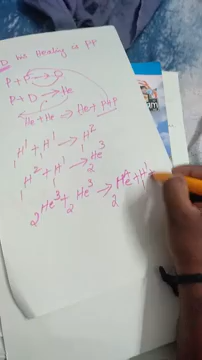 P + P → D
P + D → He
He + He ⇒ He + P+P
₁H¹ + ₁H¹ → ₁H²
₁H² + ₁H¹ → ₂He³
₂He³ + ₂He³ → ₂He⁴ + ₁H¹ +